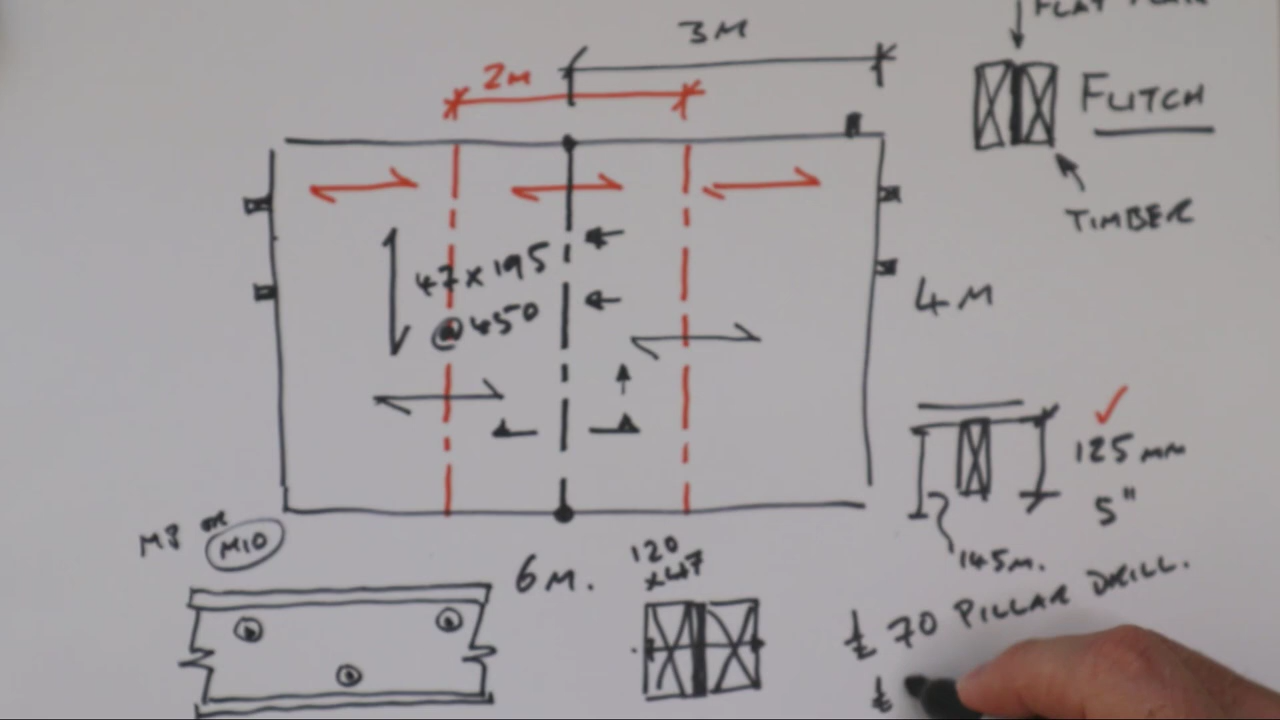 3M
2M
FLAT
FLITCH
TIMBER
47x195
@450
4M
125mm
5"
145m.
M8 or M10
6M.
120
x47
£70 PILLAR DRILL.
£